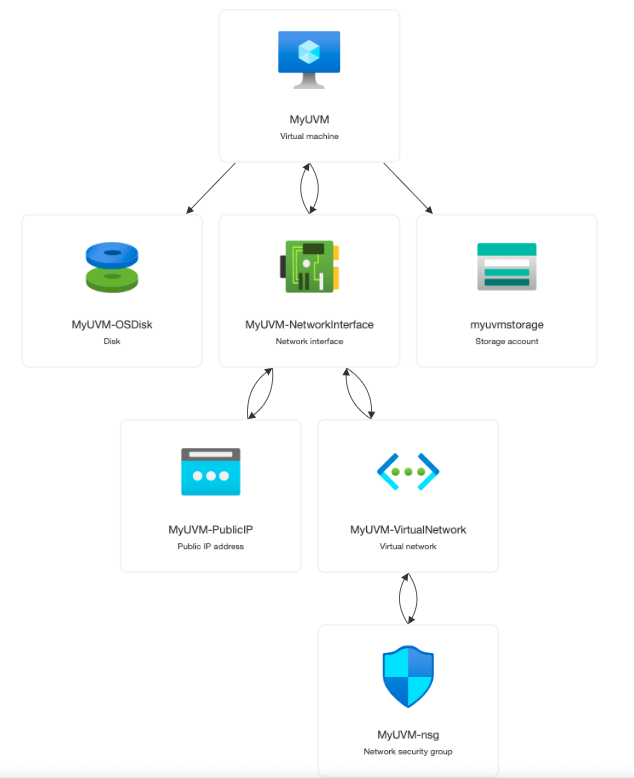 MyUVM
Virtual machine
MyUVM-OSDisk
Disk
MyUVM-NetworkInterface
Network interface
myuvmstorage
Storage account
MyUVM-PublicIP
Public IP address
MyUVM-VirtualNetwork
Virtual network
MyUVM-nsg
Network security group